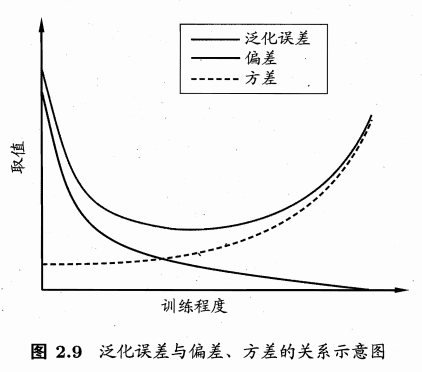 泛化误差
偏差
方差
取值
训练程度
图 2.9 泛化误差与偏差、方差的关系示意图